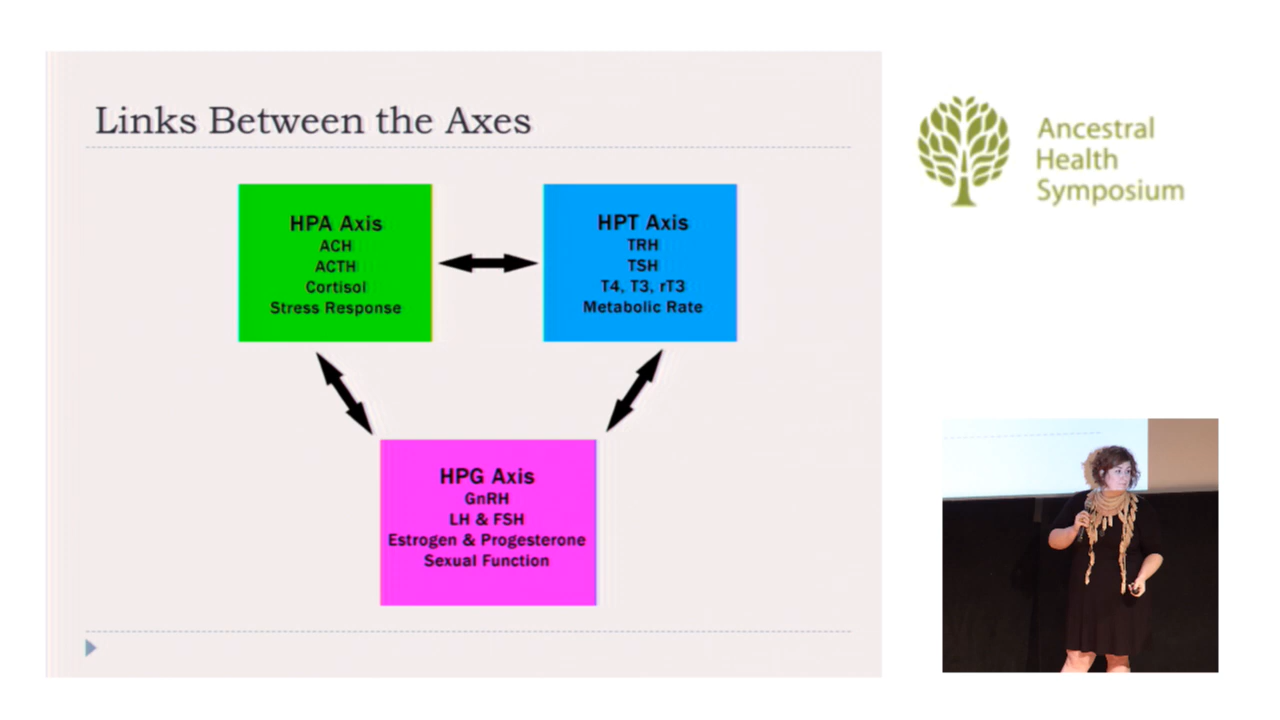 Links Between the Axes
HPA Axis
ACH
ACTH
Cortisol
Stress Response
HPT Axis
TRH
TSH
T4, T3, rT3
Metabolic Rate
HPG Axis
GnRH
LH & FSH
Estrogen & Progesterone
Sexual Function
Ancestral
Health
Symposium